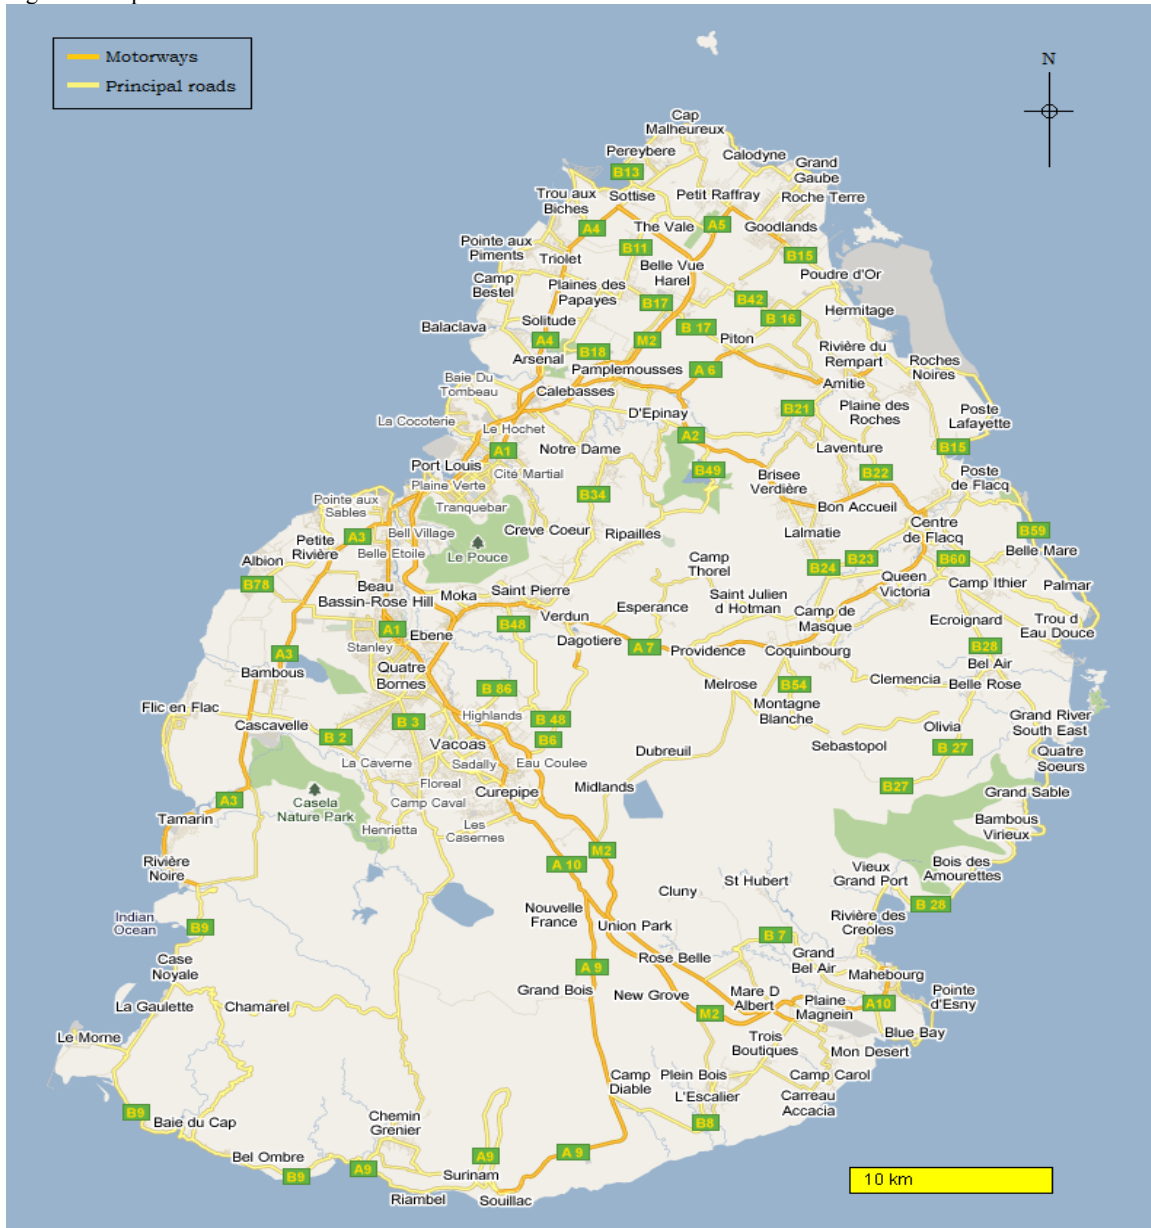 Motorways
Principal roads
N
Cap
Malheureux
Pereybere
Calodyne
Grand
Gaube
B13
Trou aux
Biches
Sottise
Petit Raffray
Roche Terre
A4
The Vale
A5
Goodlands
Pointe aux
Piments
B11
Triolet
Belle Vue
Harel
B15
Poudre d'Or
Camp
Bestel
Plaines des
Papayes
B17
B42
Hermitage
B 16
Balaclava
Solitude
B 17
A4
M2
Piton
Arsenal
B18
Rivière du
Rempart
Roches
Noires
Pamplemousses
A 6
Baie Du
Tombeau
Calebasses
Amitie
La Cocoterie
D'Epinay
B21
Plaine des
Roches
Poste
Lafayette
Le Hochet
A2
A1
Notre Dame
Laventure
B15
Port Louis
Cité Martial
B49
Brisee
Verdière
B22
Poste
de Flacq
Plaine Verte
Pointe aux
Sables
Tranquebar
B34
Bon Accueil
Petite
Rivière
A3
Bell Village
Creve Coeur
Ripailles
Lalmatie
Centre
de Flacq
B59
Belle Etoile
Le Pouce
Belle Mare
Albion
Camp
Thorel
B24
B23
B60
B78
Beau
Bassin-Rose Hill
Moka
Saint Pierre
Saint Julien
d Hotman
Queen
Victoria
Camp Ithier
Palmar
Verdun
Esperance
Camp de
Masque
Ecroignard
Trou d
Eau Douce
A1
Ebene
B48
Stanley
Dagotiere
A 7
Providence
Coquinbourg
B28
A3
Bambous
Quatre
Bornes
Bel Air
B 86
Melrose
B54
Clemencia
Belle Rose
Flic en Flac
Cascavelle
B 3
Highlands
B 48
Montagne
Blanche
Olivia
Grand River
South East
B 2
Vacoas
B6
Dubreuil
Sebastopol
B 27
Quatre
Soeurs
La Caverne
Sadally
Eau Coulee
Floreal
Midlands
B27
Grand Sable
A3
Casela
Nature Park
Camp Caval
Curepipe
Tamarin
Henrietta
Les
Casernes
Bambous
Virieux
Rivière
Noire
A 10
M2
St Hubert
Vieux
Grand Port
Bois des
Amourettes
Cluny
Indian
Ocean
B9
Nouvelle
France
Union Park
Rivière des
Creoles
B 28
B 7
Case
Noyale
A 9
Rose Belle
Grand
Bel Air
Mahebourg
La Gaulette
Chamarel
Grand Bois
New Grove
Mare D
Albert
Plaine
Magnein
A10
Pointe
d'Esny
M2
Le Morne
Trois
Boutiques
Blue Bay
Mon Desert
Camp
Diable
Plein Bois
Camp Carol
L'Escalier
Carreau
Accacia
B9
Baie du Cap
Chemin
Grenier
B8
Bel Ombre
A9
A 9
B9
A9
Surinam
10 km
Riambel
Souillac